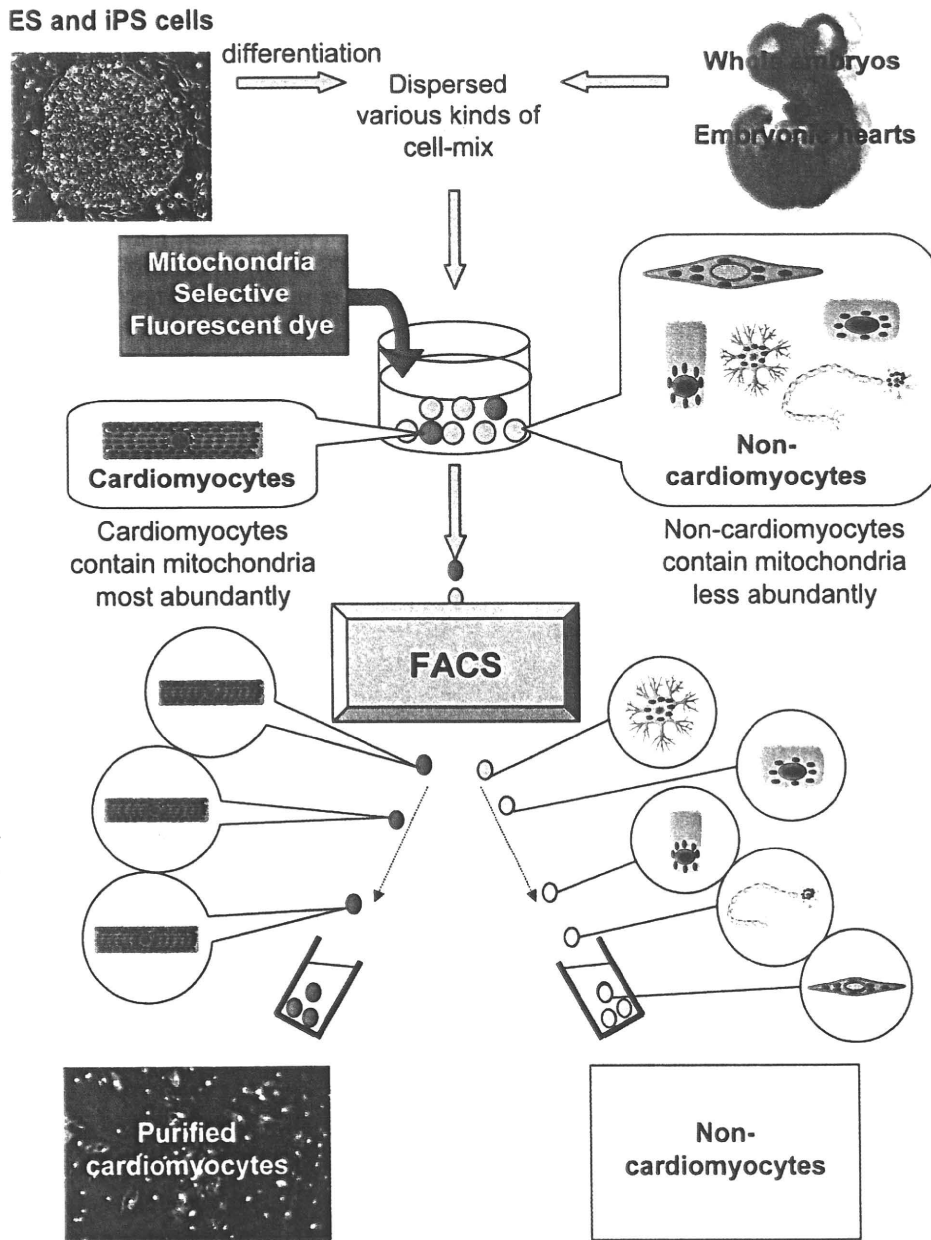 ES and iPS cells
differentiation
Dispersed
various kinds of
cell-mix
Whole embryos
Embryonic hearts
Mitochondria
Selective
Fluorescent dye
Cardiomyocytes
Non-
cardiomyocytes
Cardiomyocytes
contain mitochondria
most abundantly
Non-cardiomyocytes
contain mitochondria
less abundantly
FACS
Purified
cardiomyocytes
Non-
cardiomyocytes